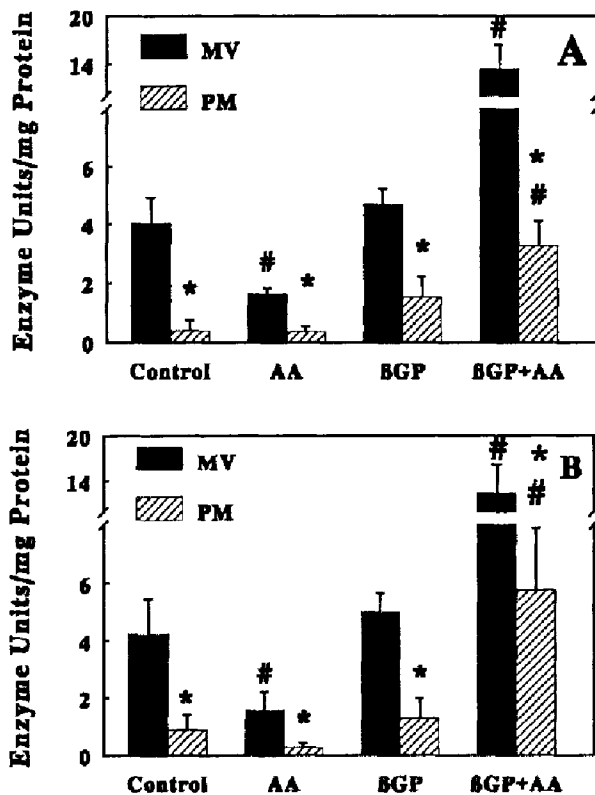 Enzyme Units/mg Protein
20
14
6
4
2
0
MV
PM
A
*
#
*
*
#
*
#
Control AA ßGP ßGP+AA
Enzyme Units/mg Protein
20
14
6
4
2
0
MV
PM
B
*
#
*
*
#
*
#
Control AA ßGP ßGP+AA